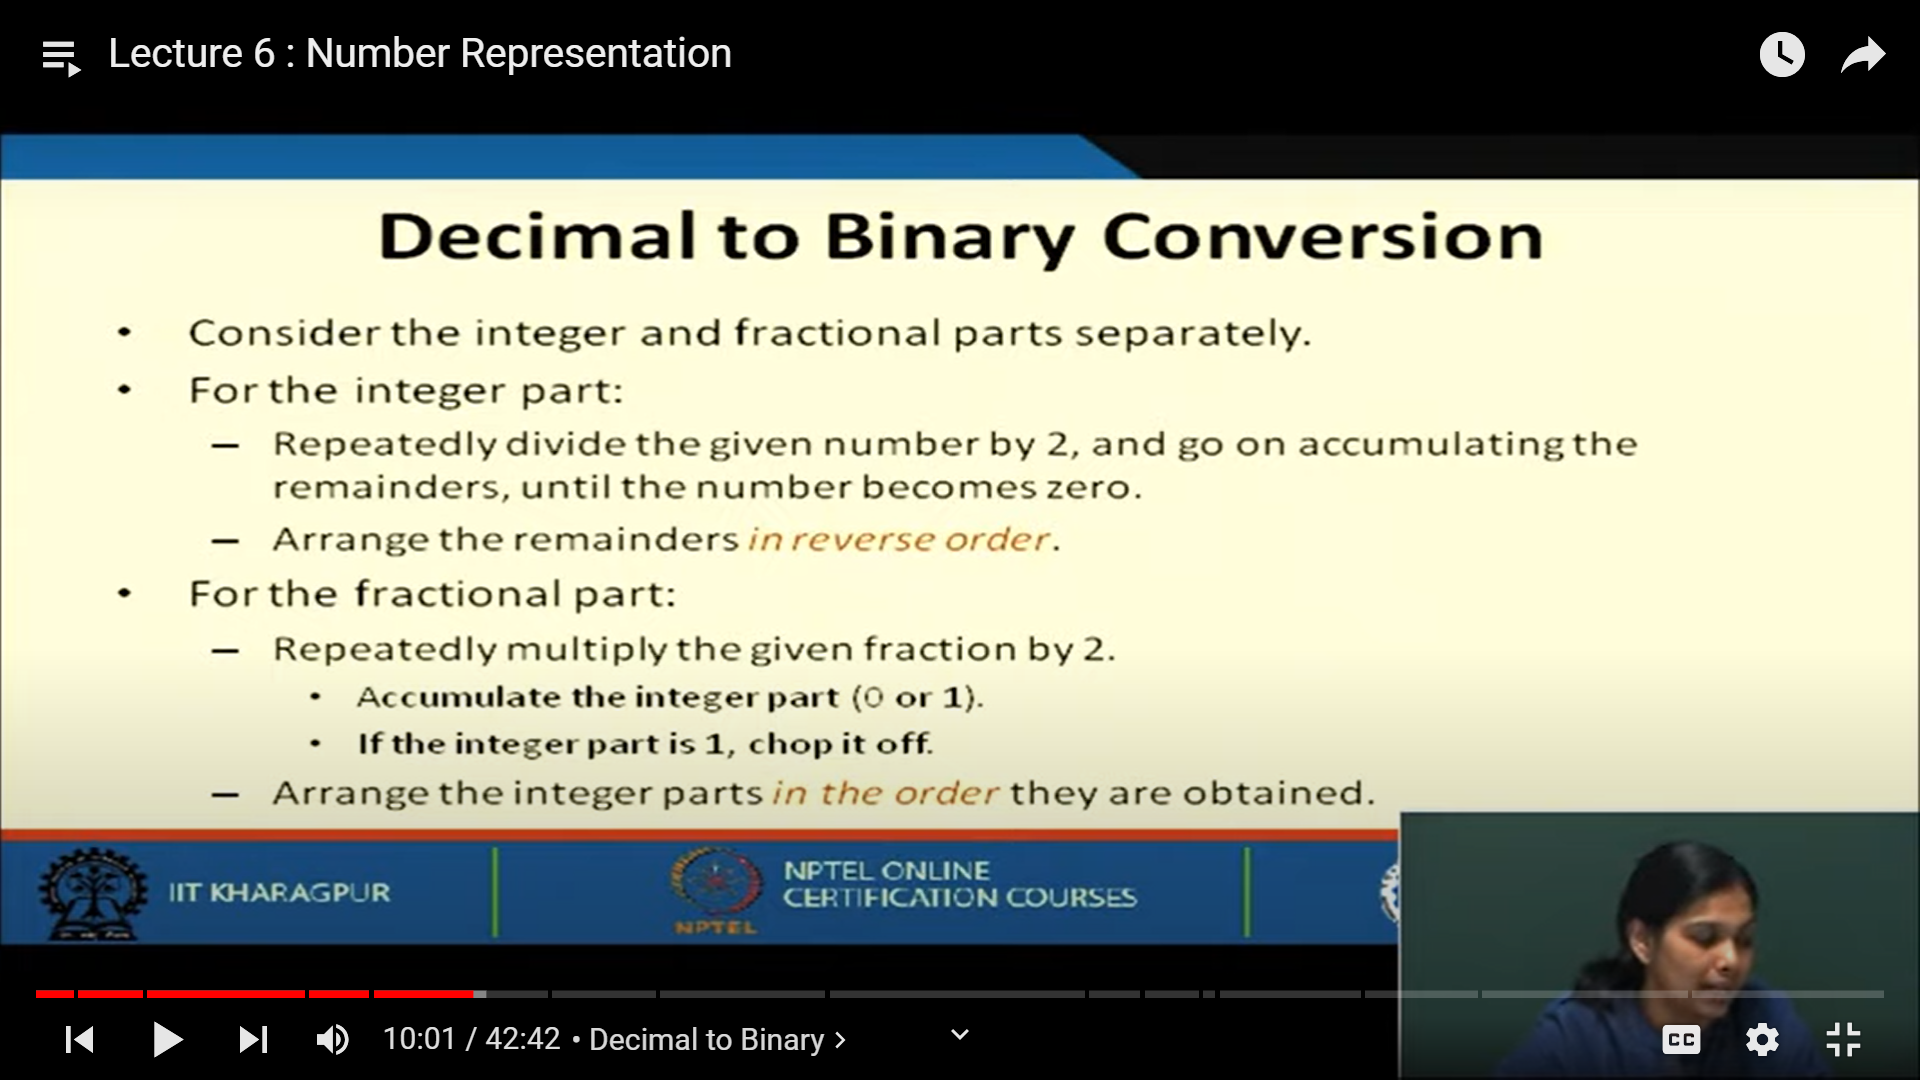 Lecture 6 : Number Representation
Decimal to Binary Conversion
• Consider the integer and fractional parts separately.
• For the integer part:
– Repeatedly divide the given number by 2, and go on accumulating the
remainders, until the number becomes zero.
– Arrange the remainders in reverse order.
• For the fractional part:
– Repeatedly multiply the given fraction by 2.
• Accumulate the integer part (0 or 1).
• If the integer part is 1, chop it off.
– Arrange the integer parts in the order they are obtained.
IIT KHARAGPUR
NPTEL ONLINE
CERTIFICATION COURSES
NPTEL
10:01 / 42:42 • Decimal to Binary ›
CC